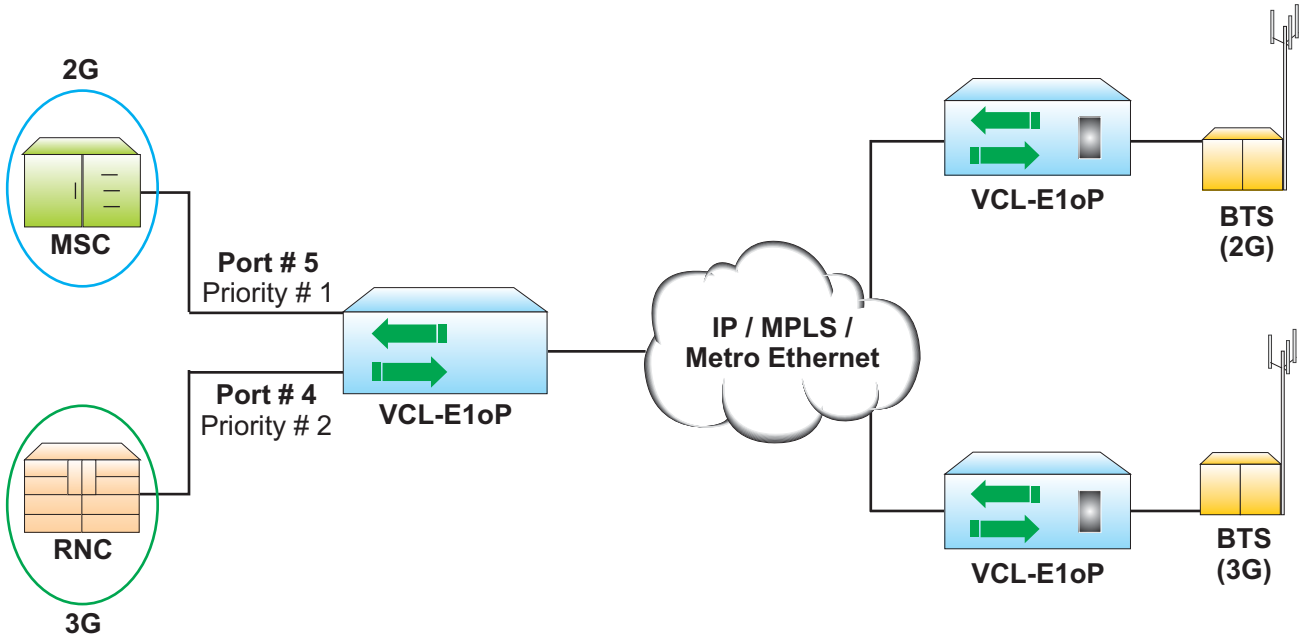 2G
MSC
Port # 5
Priority # 1
Port # 4
Priority # 2
VCL-E1oP
RNC
3G
IP / MPLS /
Metro Ethernet
VCL-E1oP
BTS
(2G)
VCL-E1oP
BTS
(3G)